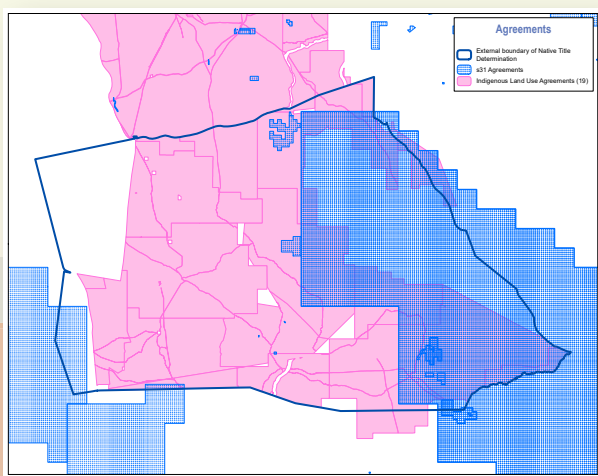 Agreements
External boundary of Native Title
Determination
s31 Agreements
Indigenous Land Use Agreements (19)